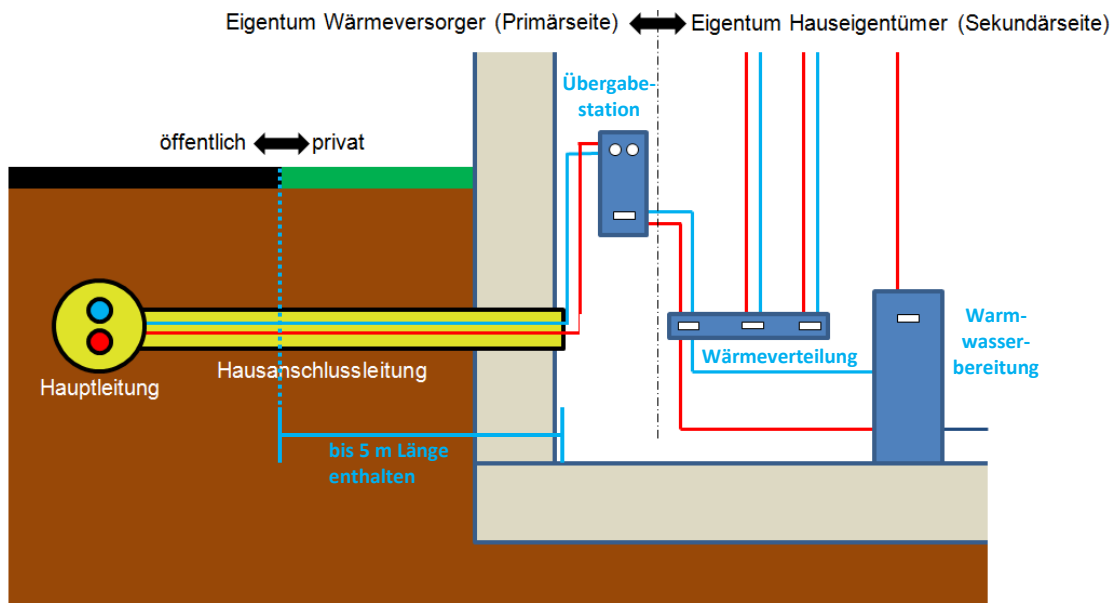 Eigentum Wärmeversorger (Primärseite)
Eigentum Hauseigentümer (Sekundärseite)
Übergabe-
station
öffentlich
privat
Hauptleitung
Hausanschlussleitung
Wärmeverteilung
Warm-
wasser-
bereitung
bis 5 m Länge
enthalten